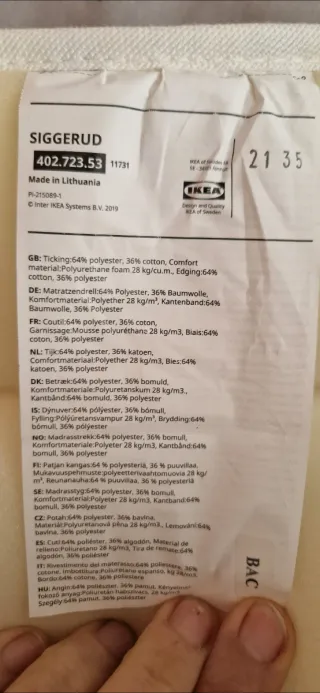 SIGGERUD
402.723.53 11731
Made in Lithuania
PI-215089-1
© Inter IKEA Systems B.V. 2019
IKEA
Design and Quality
IKEA of Sweden
21 35
GB: Ticking:64% polyester, 36% cotton, Comfort
material:Polyurethane foam 28 kg/cu.m., Edging:64%
cotton, 36% polyester
DE: Matratzendrell:64% Polyester, 36% Baumwolle,
Komfortmaterial:Polyether 28 kg/m³, Kantenband:64%
Baumwolle, 36% Polyester
FR: Coutil:64% polyester, 36% coton,
Garnissage:Mousse polyuréthane 28 kg/m3, Biais:64%
coton, 36% polyester
NL: Tijk:64% polyester, 36% katoen,
Comfortmateriaal:Polyether 28 kg/m3, Bies:64%
katoen, 36% polyester
DK: Betræk:64% polyester, 36% bomuld,
Komfortmateriale:Polyuretanskum 28 kg/m3.,
Kantbånd:64% bomuld, 36% polyester
IS: Dýnuver:64% pólýester, 36% bómull,
Fylling:Pólýúretansvampur 28 kg/m³, Brydding:64%
bómull, 36% pólýester
NO: Madrasstrekk:64% polyester, 36% bomull,
Komfortmateriale:Polyeter 28 kg/m3, Kantbånd:64%
bomull, 36% polyester
FI: Patjan kangas:64 % polyesteriä, 36 % puuvillaa,
Mukavuuspehmuste:polyeetterivaahtomuovia 28 kg/
m³, Reunanauha:64 % puuvillaa, 36 % polyesteriä
SE: Madrasstyg:64% polyester, 36% bomull,
Komfortmaterial:Polyeter 28 kg/m3, Kantband:64%
bomull, 36% polyester
CZ: Potah:64% polyester, 36% bavlna,
Materiál:Polyuretanová pěna 28 kg/m3., Lemování:64%
bavlna, 36% polyester
ES: Cutí:64% poliéster, 36% algodón, Material de
relleno:Poliuretano 28 kg/m3, Tira de remate:64%
algodón, 36% poliéster
IT: Rivestimento del materasso:64% poliestere, 36%
cotone, Imbottitura:Poliuretano espanso, kg 28/m3,
Bordo:64% cotone, 36% poliestere
HU: Angin:64% poliészter, 36% pamut, Kényelmet
fokozó anyag:Poliuretán habszivacs, 28 kg/m3,
Szegély:64% pamut, 36% poliészter
BAC